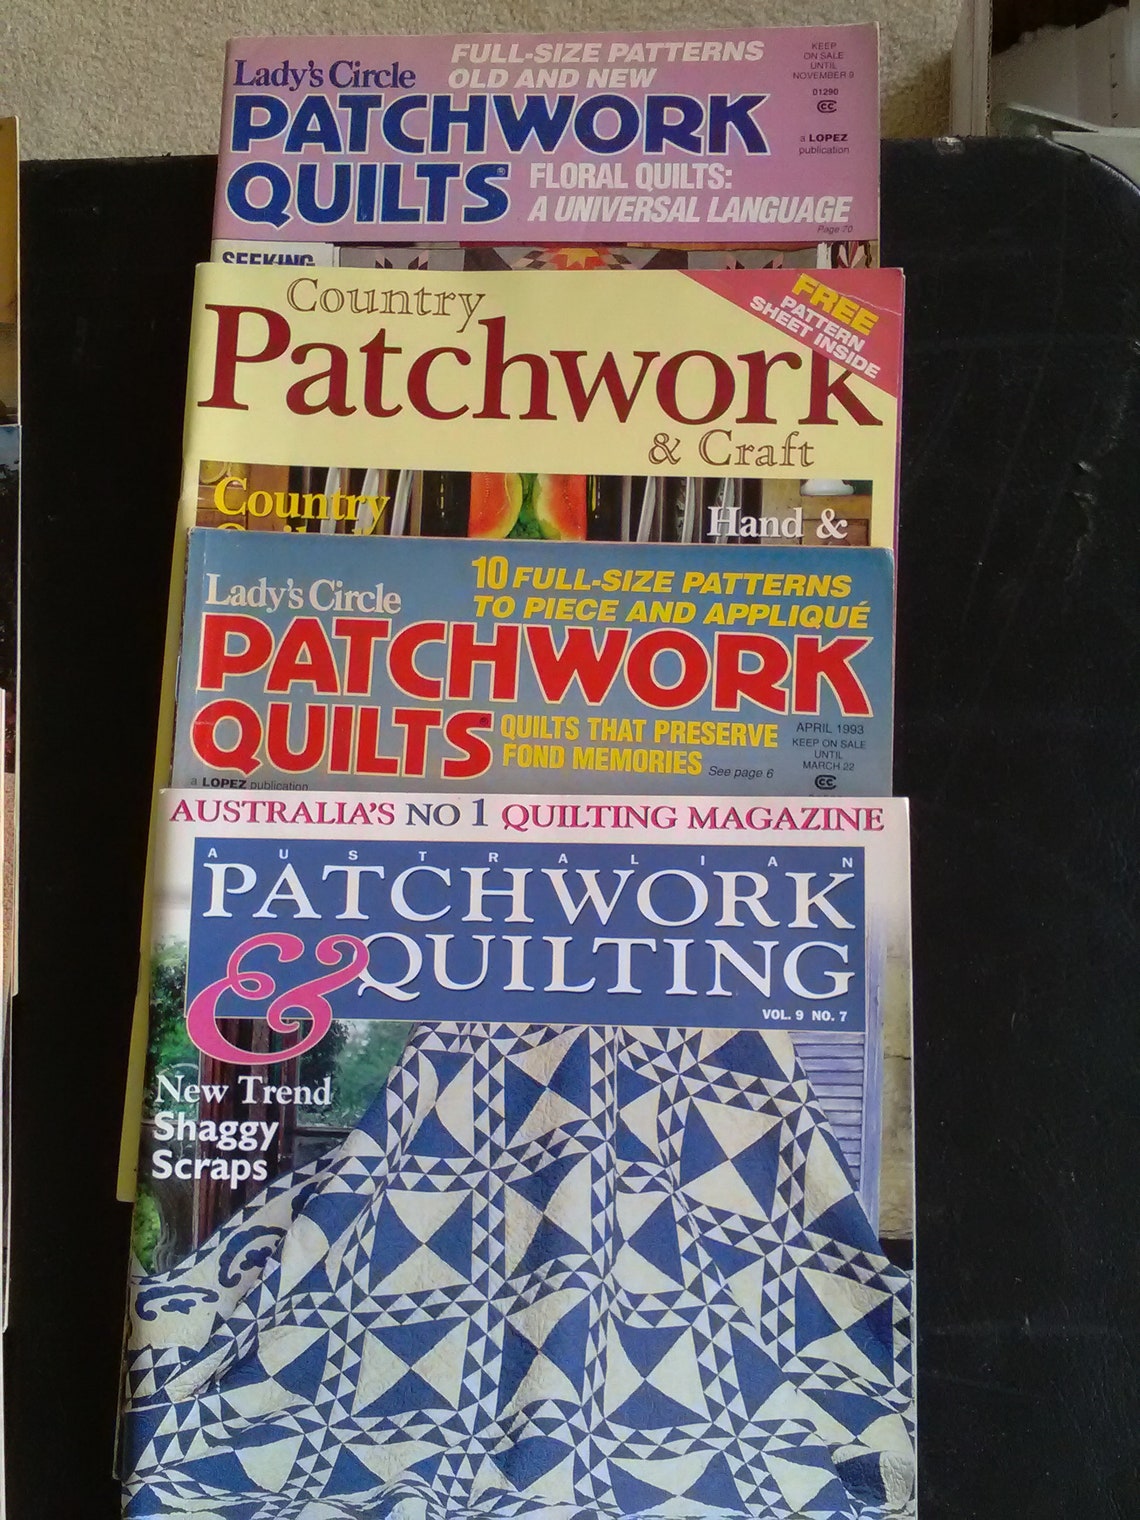 Lady's Circle
FULL-SIZE PATTERNS
OLD AND NEW
PATCHWORK
QUILTS®
FLORAL QUILTS:
A UNIVERSAL LANGUAGE
Page 70
KEEP
ON SALE
UNTIL
NOVEMBER 9
01290
CC
a LOPEZ
publication
SEEKING
Country
Patchwork
& Craft
FREE
PATTERN
SHEET INSIDE
Country
Hand &
Lady's Circle
10 FULL-SIZE PATTERNS
TO PIECE AND APPLIQUÉ
PATCHWORK
QUILTS®
QUILTS THAT PRESERVE
FOND MEMORIES See page 6
APRIL 1993
KEEP ON SALE
UNTIL
MARCH 22
CC
a LOPEZ publication
AUSTRALIA'S NO 1 QUILTING MAGAZINE
AUSTRALIAN
PATCHWORK
& QUILTING
VOL. 9 NO. 7
New Trend
Shaggy
Scraps